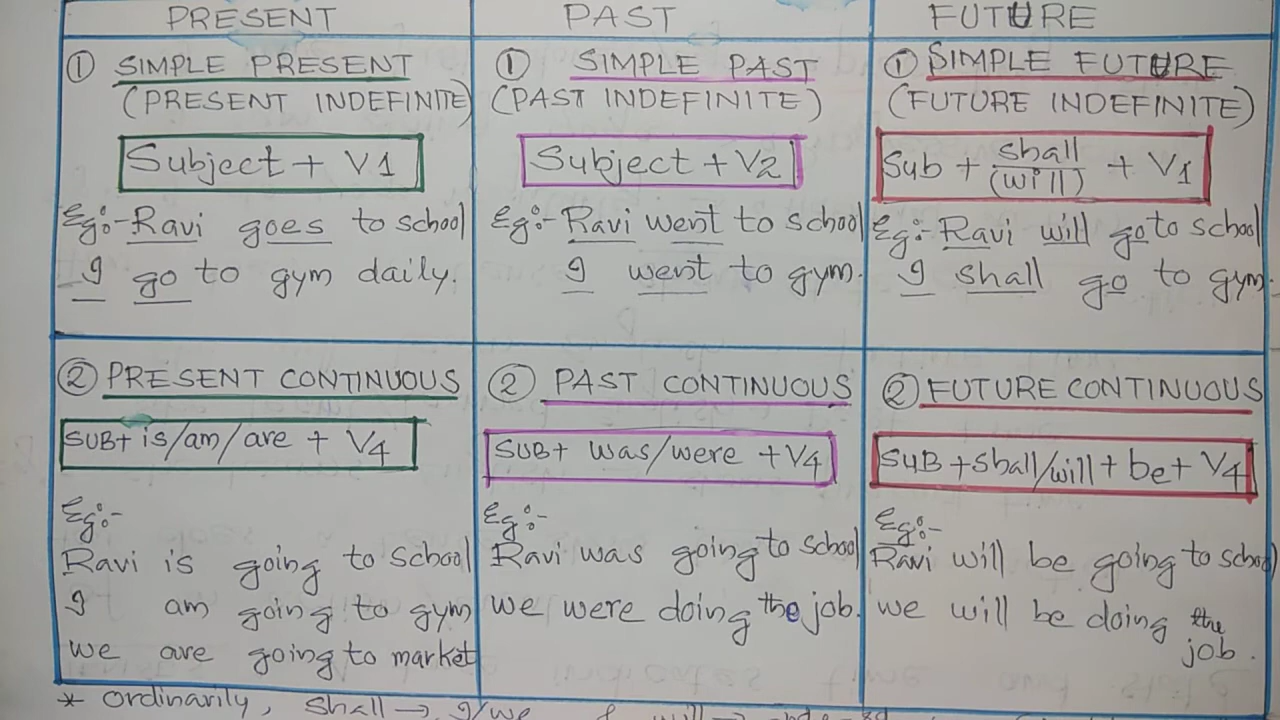 PRESENT
PAST
FUTURE
① SIMPLE PRESENT
(PRESENT INDEFINITE)
Subject + V1
Eg:- Ravi goes to school
I go to gym daily.
① SIMPLE PAST
(PAST INDEFINITE)
Subject + V2
Eg:- Ravi went to school
I went to gym.
① SIMPLE FUTURE
(FUTURE INDEFINITE)
Sub + shall/(will) + V1
Eg:- Ravi will go to school
I shall go to gym.
② PRESENT CONTINUOUS
SUB+ is/am/are + V4
Eg:-
Ravi is going to school
I am going to gym
we are going to market
② PAST CONTINUOUS
SUB+ was/were + V4
Eg:-
Ravi was going to school
we were doing the job.
② FUTURE CONTINUOUS
SUB + shall/will + be + V4
Eg:-
Ravi will be going to school
we will be doing the
job.
* ordinarily, shall → I/we & will →